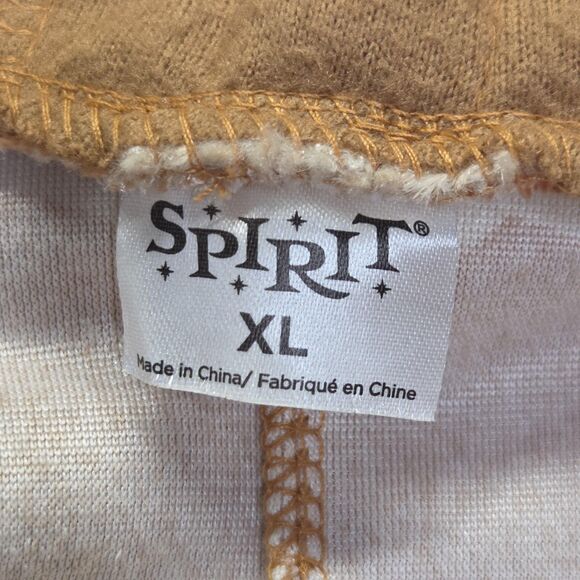 SPIRIT®
XL
Made in China/ Fabriqué en Chine